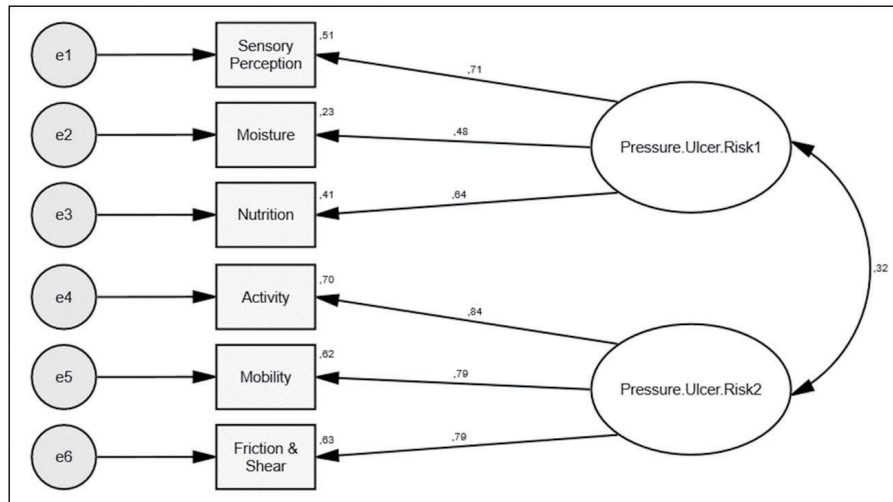 e1
Sensory
Perception
,51
,71
e2
Moisture
,23
,48
Pressure.Ulcer.Risk1
e3
Nutrition
,41
,64
,32
e4
Activity
,70
,84
e5
Mobility
,62
,79
Pressure.Ulcer.Risk2
e6
Friction &
Shear
,63
,79